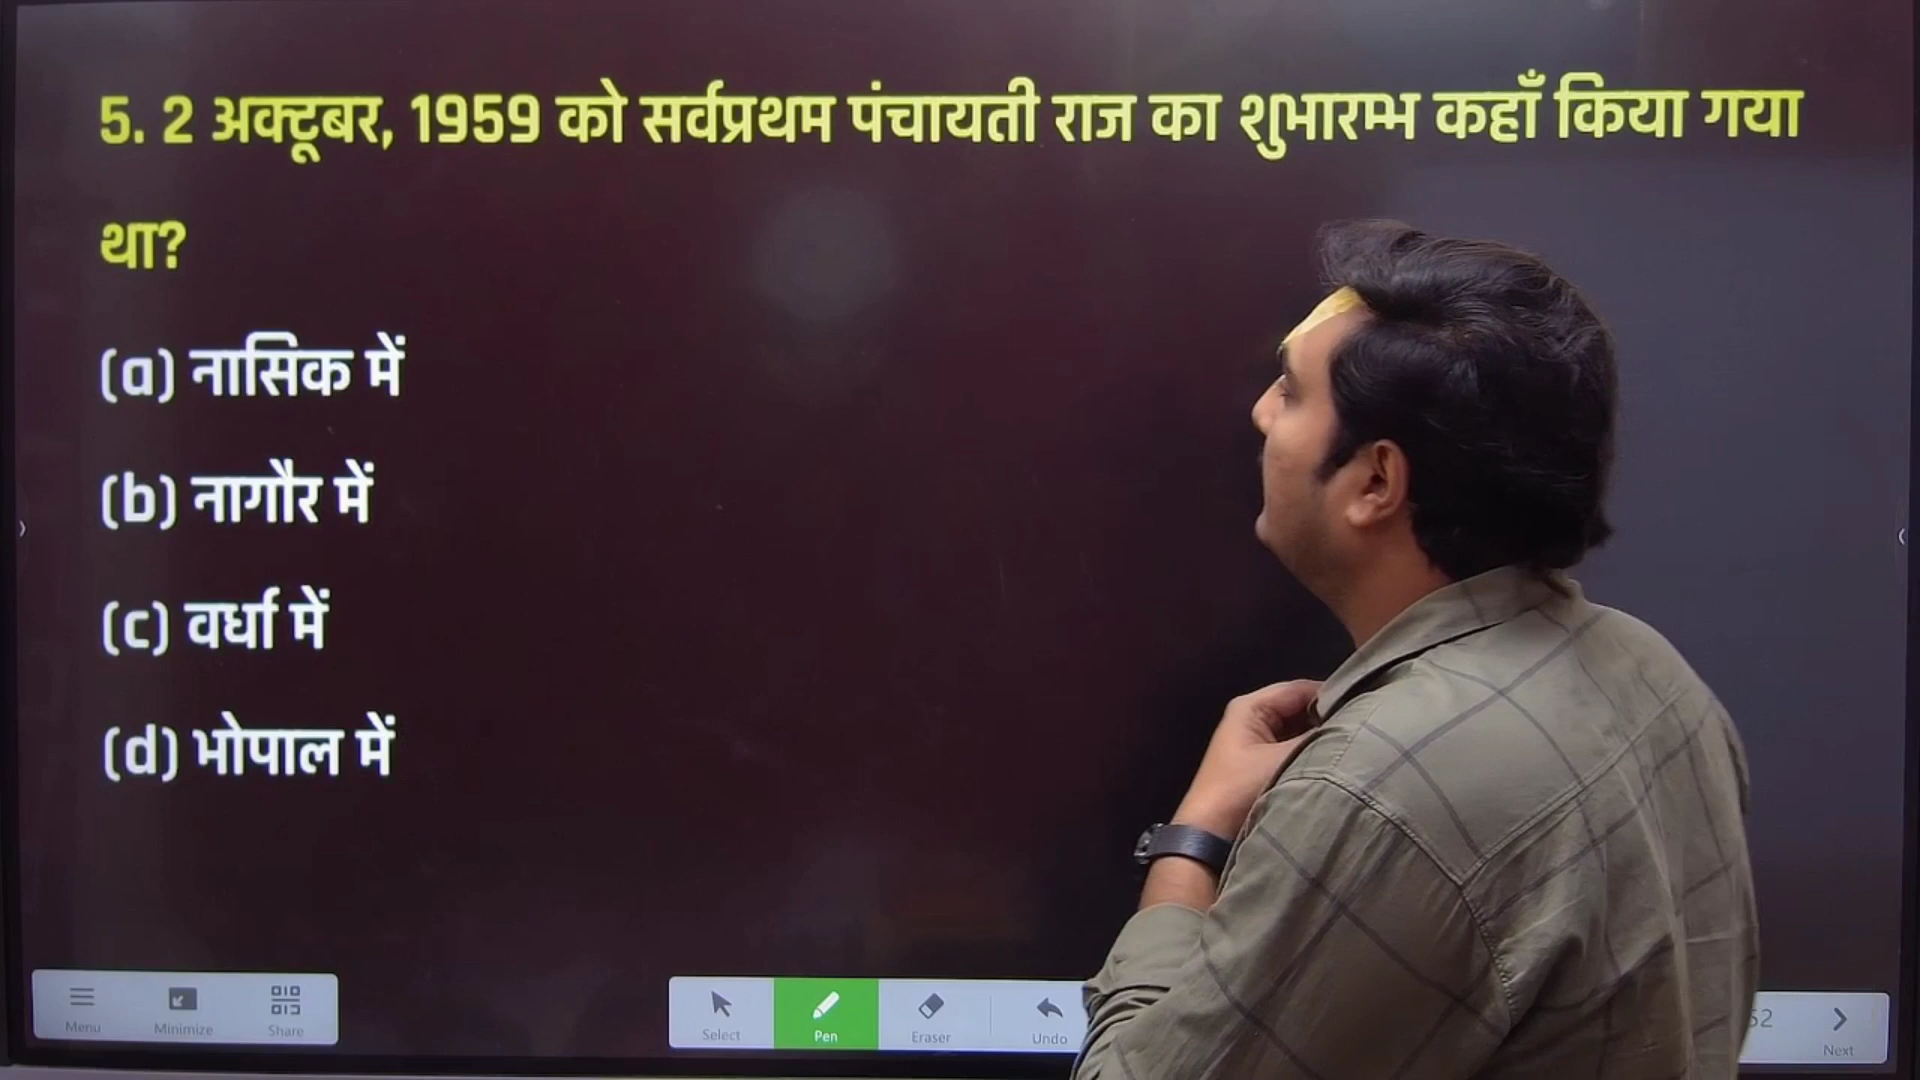 5. 2 अक्टूबर, 1959 को सर्वप्रथम पंचायती राज का शुभारम्भ कहाँ किया गया
था?
(a) नासिक में
(b) नागौर में
(c) वर्धा में
(d) भोपाल में
Menu Minimize Share Select Pen Eraser Undo Next